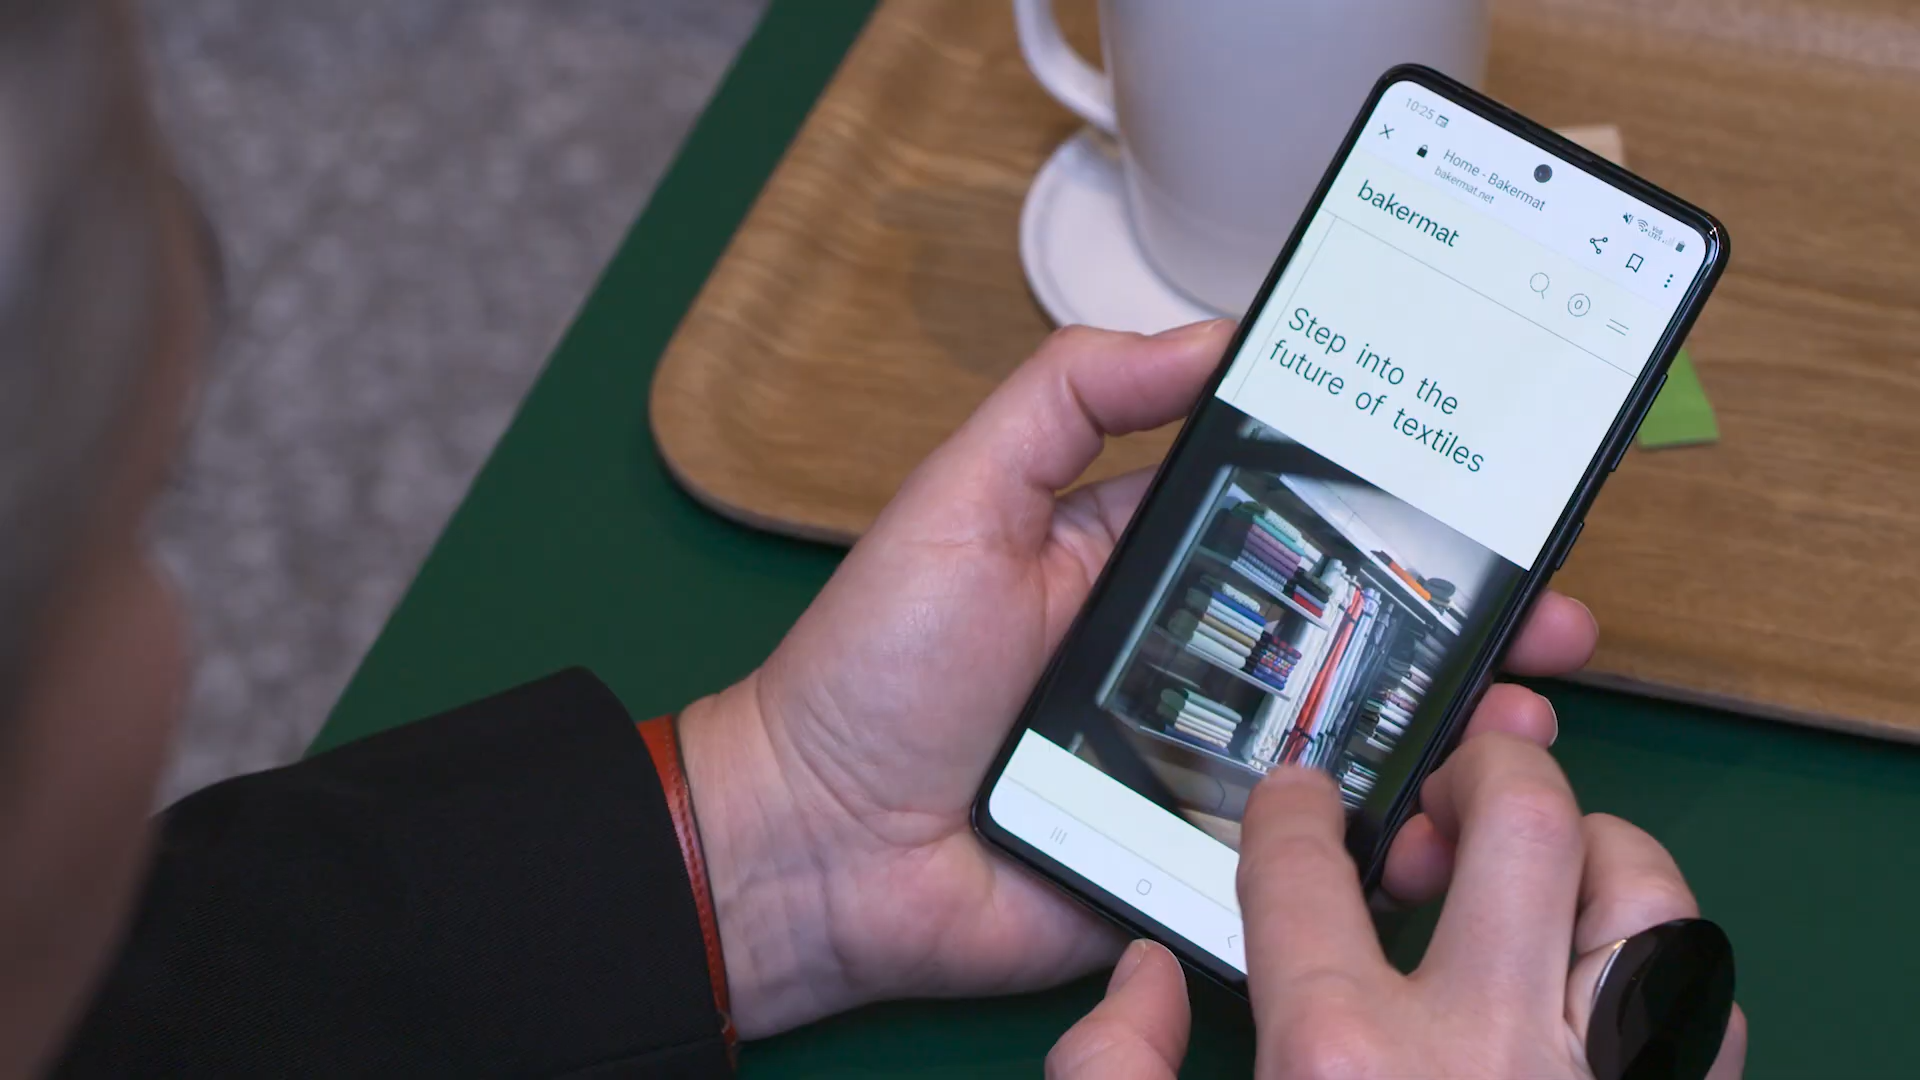 10:25
Home - Bakermat
bakermat.net
bakermat
0
Step into the
future of textiles